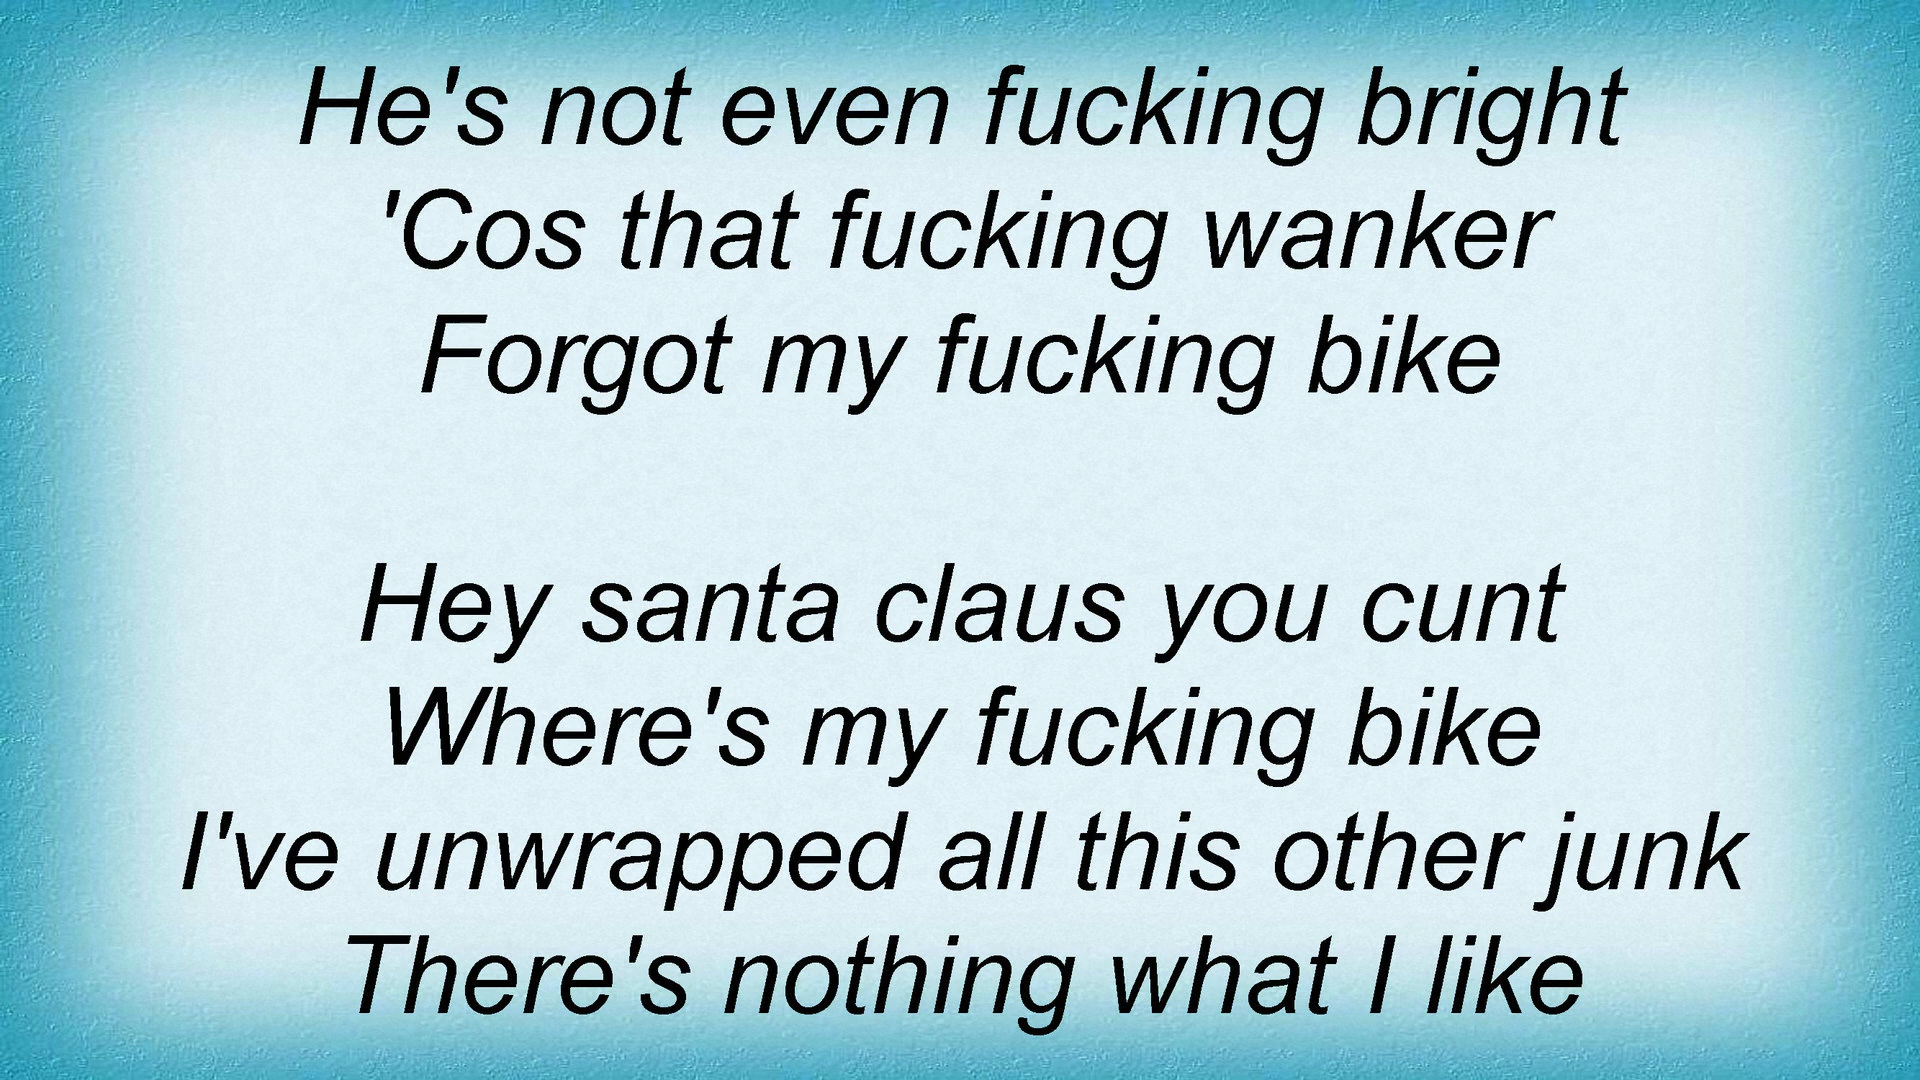 He's not even fucking bright
'Cos that fucking wanker
Forgot my fucking bike
Hey santa claus you cunt
Where's my fucking bike
I've unwrapped all this other junk
There's nothing what I like